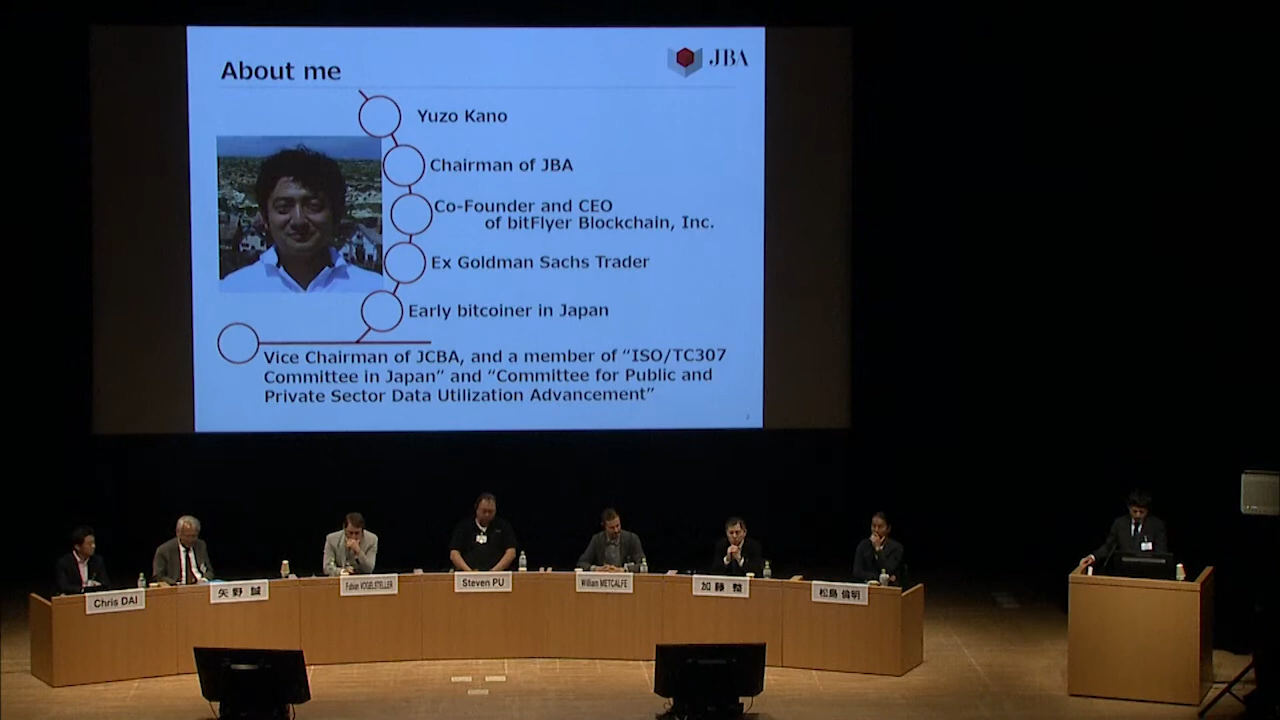 About me
JBA
Yuzo Kano
Chairman of JBA
Co-Founder and CEO
of bitFlyer Blockchain, Inc.
Ex Goldman Sachs Trader
Early bitcoiner in Japan
Vice Chairman of JCBA, and a member of “ISO/TC307
Committee in Japan” and “Committee for Public and
Private Sector Data Utilization Advancement”
2
Chris DAI
矢野 誠
Fabian VOGELSTELLER
Steven PU
William METCALFE
加藤 整
松島 倫明